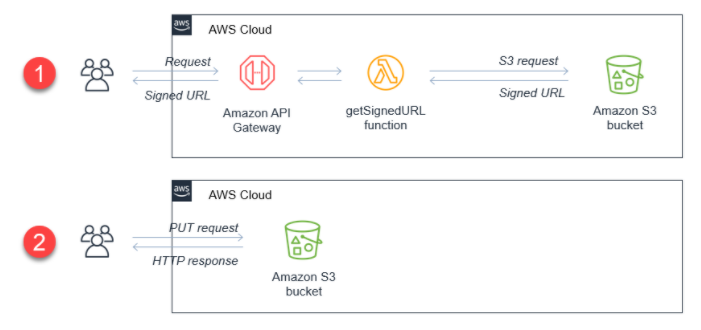 aws
AWS Cloud
1
Request
Signed URL
Amazon API
Gateway
getSignedURL
function
S3 request
Signed URL
Amazon S3
bucket
aws
AWS Cloud
2
PUT request
HTTP response
Amazon S3
bucket